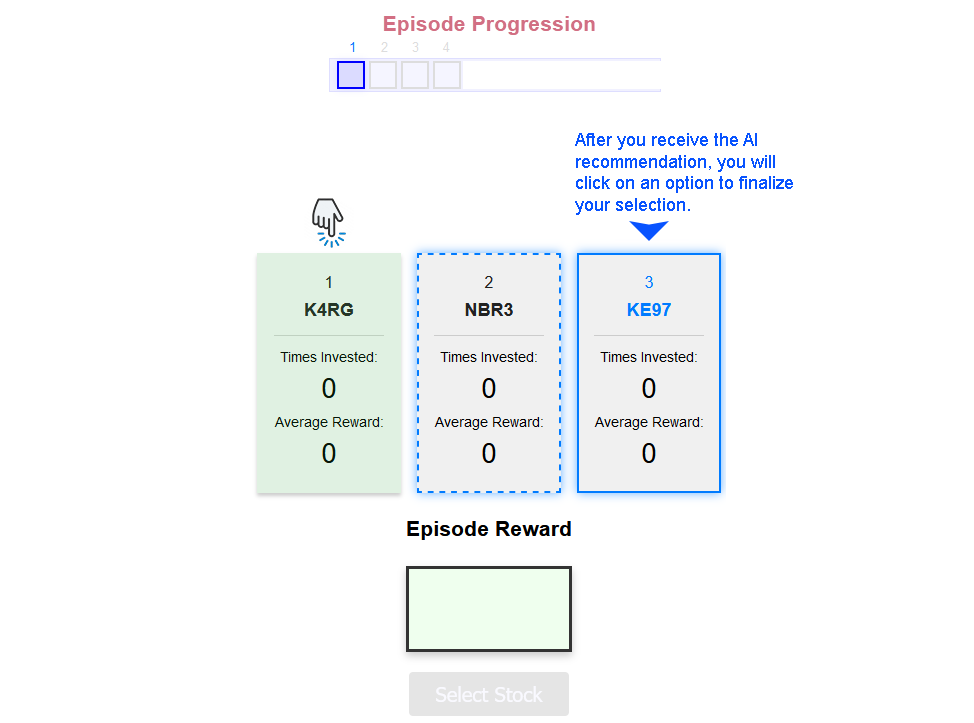 Episode Progression
1 2 3 4
After you receive the AI
recommendation, you will
click on an option to finalize
your selection.
1
K4RG
Times Invested:
0
Average Reward:
0
2
NBR3
Times Invested:
0
Average Reward:
0
3
KE97
Times Invested:
0
Average Reward:
0
Episode Reward
Select Stock